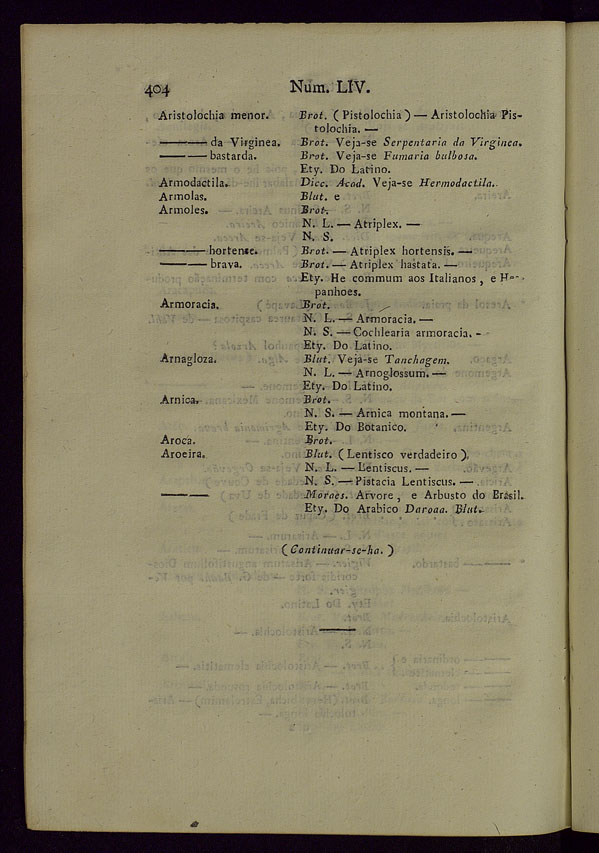 404 Num. LIV.
Aristolochia menor. Brot. ( Pistolochia ) — Aristolochia Pis-
tolochia. —
——— da Virginea. Brot. Veja-se Serpentaria da Virginea.
——— bastarda. Brot. Veja-se Fumaria bulbosa.
Ety. Do Latino.
Armodactila. Dicc. Acad. Veja-se Hermodactila.
Armolas. Blut. e
Armoles. Brot.
N. L. — Atriplex. —
N. S.
——— hortense. Brot. — Atriplex hortensis. —
——— brava. Brot. — Atriplex hastata. —
Ety. He commum aos Italianos , e
panhoes.
Armoracia. Brot.
N. L. — Armoracia. —
N. S. — Cochlearia armoracia. -
Ety. Do Latino.
Arnagloza. Blut. Veja-se Tanchagem.
N. L. — Arnoglossum. —
Ety. Do Latino.
Arnica. Brot.
N. S. — Arnica montana. —
Ety. Do Botanico.
Aroca. Brot.
Aroeira. Blut. ( Lentisco verdadeiro ).
N. L. — Lentiscus. —
N. S. — Pistacia Lentiscus. —
——— Moraes. Arvore , e Arbusto do Brasil.
Ety. Do Arabico Daroaa. Blut.
( Continuar-se-ha. )